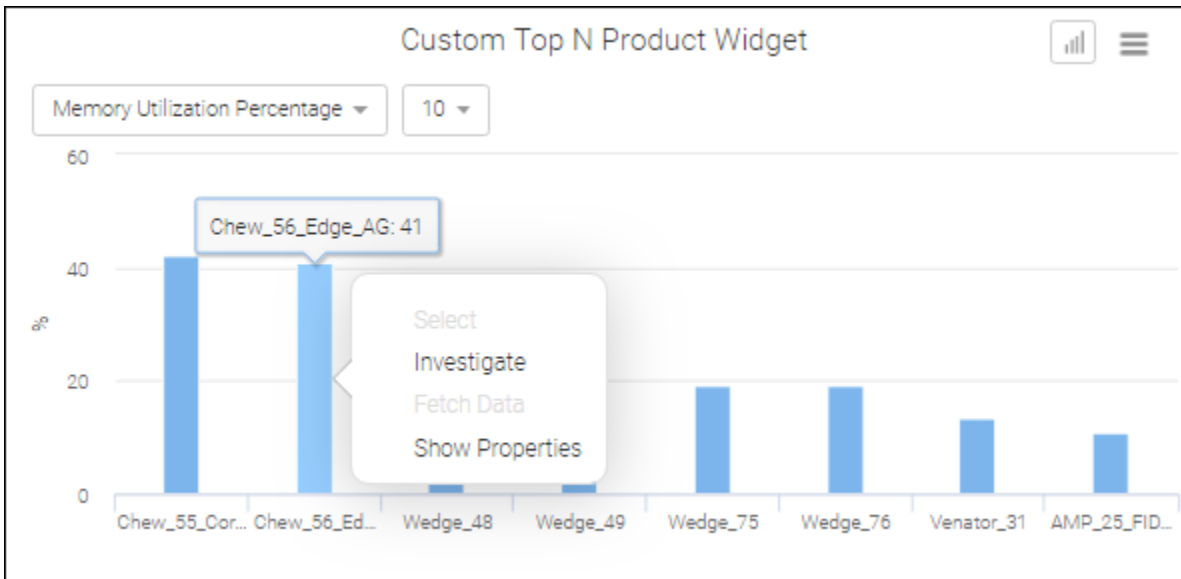 Custom Top N Product Widget
Memory Utilization Percentage
10
60
Chew_56_Edge_AG: 41
40
Select
%
Investigate
20
Fetch Data
Show Properties
0
Chew_55_Cor... Chew_56_Ed... Wedge_48 Wedge_49 Wedge_75 Wedge_76 Venator_31 AMP_25_FID...